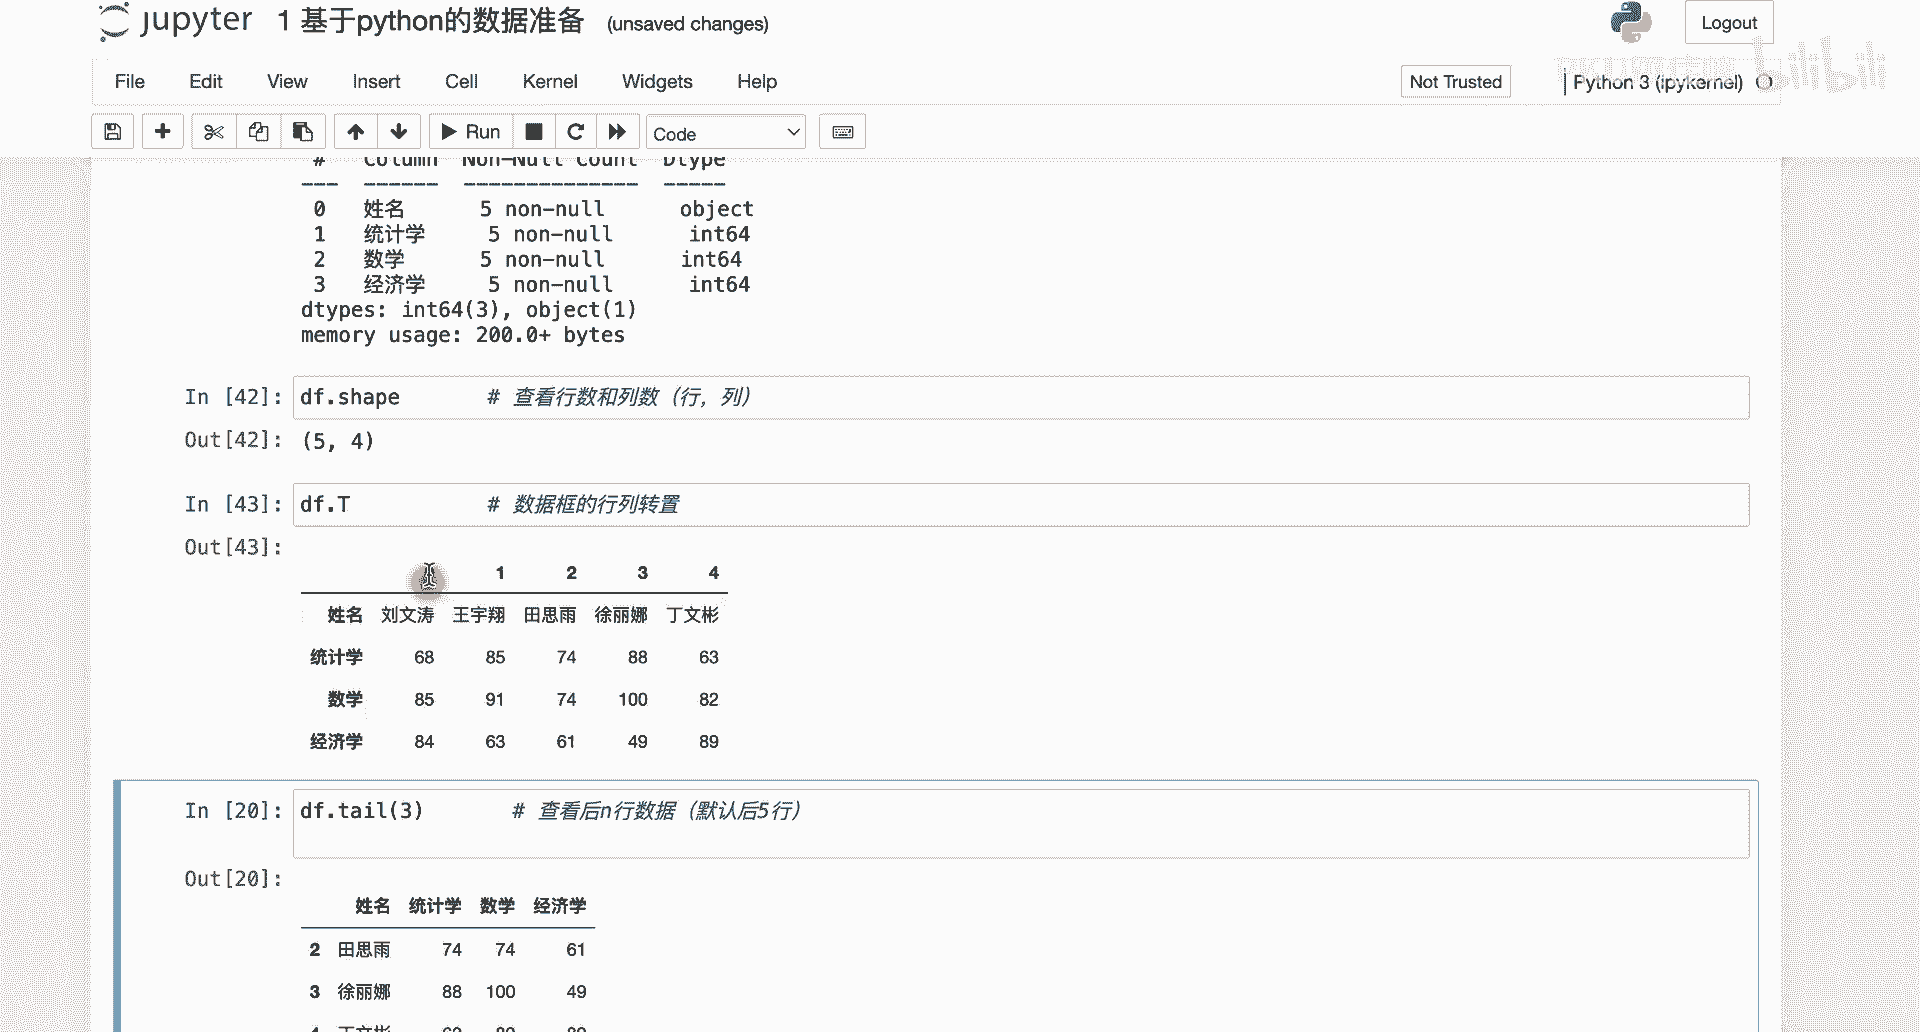 jupyter 1 基于python的数据准备 (unsaved changes)
Logout
File Edit View Insert Cell Kernel Widgets Help
Not Trusted
Python 3 (ipykernel)
bilibili
Run
Code
# Column Non-Null Count Dtype
--- ------ -------------- -----
0 姓名 5 non-null object
1 统计学 5 non-null int64
2 数学 5 non-null int64
3 经济学 5 non-null int64
dtypes: int64(3), object(1)
memory usage: 200.0+ bytes
In [42]: df.shape # 查看行数和列数（行，列）
Out[42]: (5, 4)
In [43]: df.T # 数据框的行列转置
Out[43]:
1 2 3 4
姓名 刘文涛 王宇翔 田思雨 徐丽娜 丁文彬
统计学 68 85 74 88 63
数学 85 91 74 100 82
经济学 84 63 61 49 89
In [20]: df.tail(3) # 查看后n行数据（默认后5行）
Out[20]:
姓名 统计学 数学 经济学
2 田思雨 74 74 61
3 徐丽娜 88 100 49
4 丁文彬 63 82 89